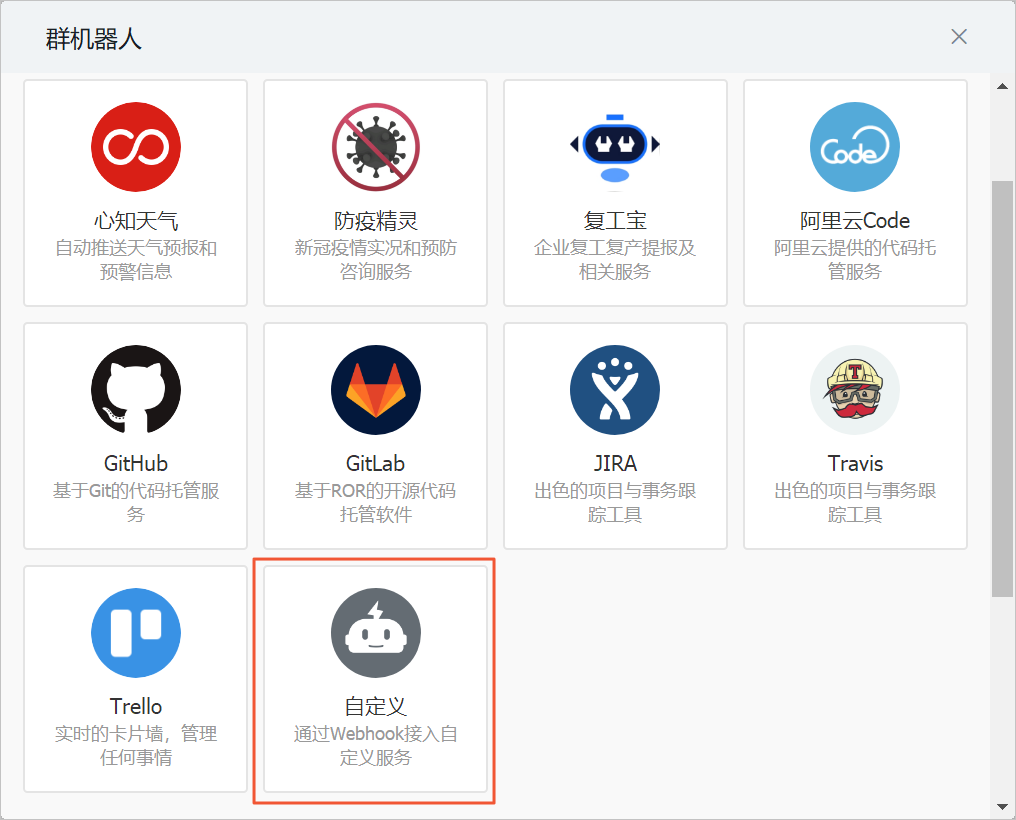 群机器人
心知天气
自动推送天气预报和
预警信息
防疫精灵
新冠疫情实况和预防
咨询服务
复工宝
企业复工复产提报及
相关服务
Code
阿里云Code
阿里云提供的代码托
管服务
GitHub
基于Git的代码托管服
务
GitLab
基于ROR的开源代码
托管软件
JIRA
出色的项目与事务跟
踪工具
T
Travis
出色的项目与事务跟
踪工具
Trello
实时的卡片墙，管理
任何事情
自定义
通过Webhook接入自
定义服务